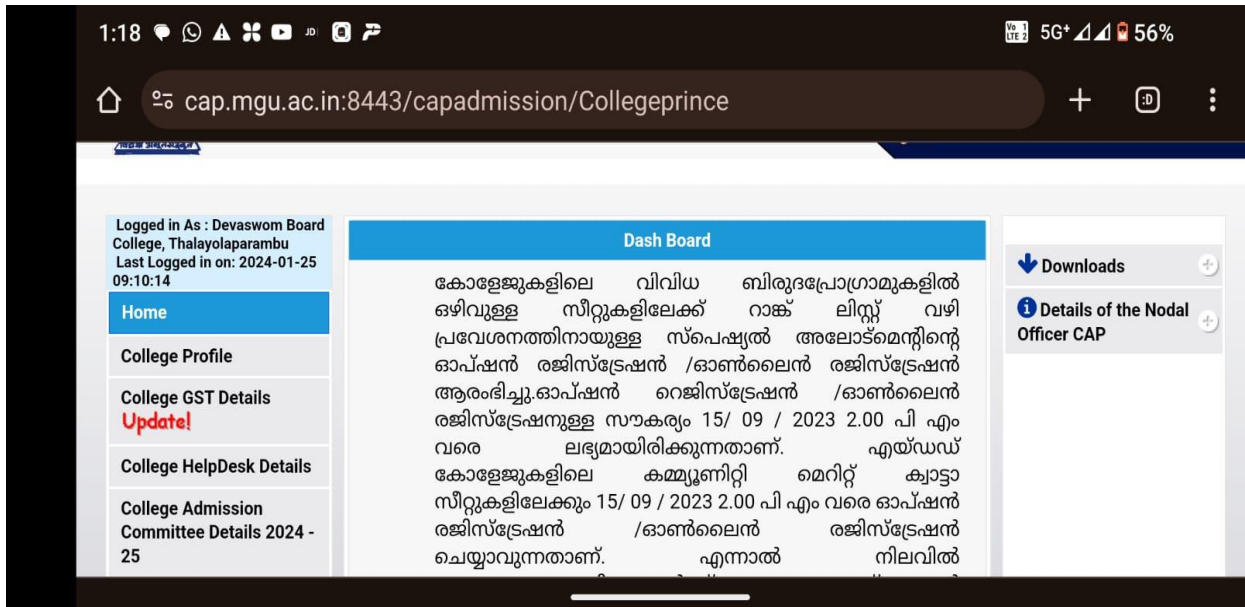 1:18
Vo 1 LTE 2 5G+ 56%
cap.mgu.ac.in:8443/capadmission/Collegeprince
Logged in As : Devaswom Board
College, Thalayolaparambu
Last Logged in on: 2024-01-25
09:10:14
Home
College Profile
College GST Details
Update!
College HelpDesk Details
College Admission
Committee Details 2024 -
25
Dash Board
കോളേജുകളിലെ വിവിധ ബിരുദപ്രോഗ്രാമുകളിൽ
ഒഴിവുള്ള സീറ്റുകളിലേക്ക് റാങ്ക് ലിസ്റ്റ് വഴി
പ്രവേശനത്തിനായുള്ള സ്പെഷ്യൽ അലോട്മെന്റിന്റെ
ഓപ്ഷൻ രജിസ്ട്രേഷൻ /ഓൺലൈൻ രജിസ്ട്രേഷൻ
ആരംഭിച്ചു.ഓപ്ഷൻ റെജിസ്ട്രേഷൻ /ഓൺലൈൻ
രജിസ്ട്രേഷനുള്ള സൗകര്യം 15/ 09 / 2023 2.00 പി എം
വരെ ലഭ്യമായിരിക്കുന്നതാണ്. എയ്ഡഡ്
കോളേജുകളിലെ കമ്മ്യൂണിറ്റി മെറിറ്റ് ക്വാട്ടാ
സീറ്റുകളിലേക്കും 15/ 09 / 2023 2.00 പി എം വരെ ഓപ്ഷൻ
രജിസ്ട്രേഷൻ /ഓൺലൈൻ രജിസ്ട്രേഷൻ
ചെയ്യാവുന്നതാണ്. എന്നാൽ നിലവിൽ
Downloads
Details of the Nodal
Officer CAP